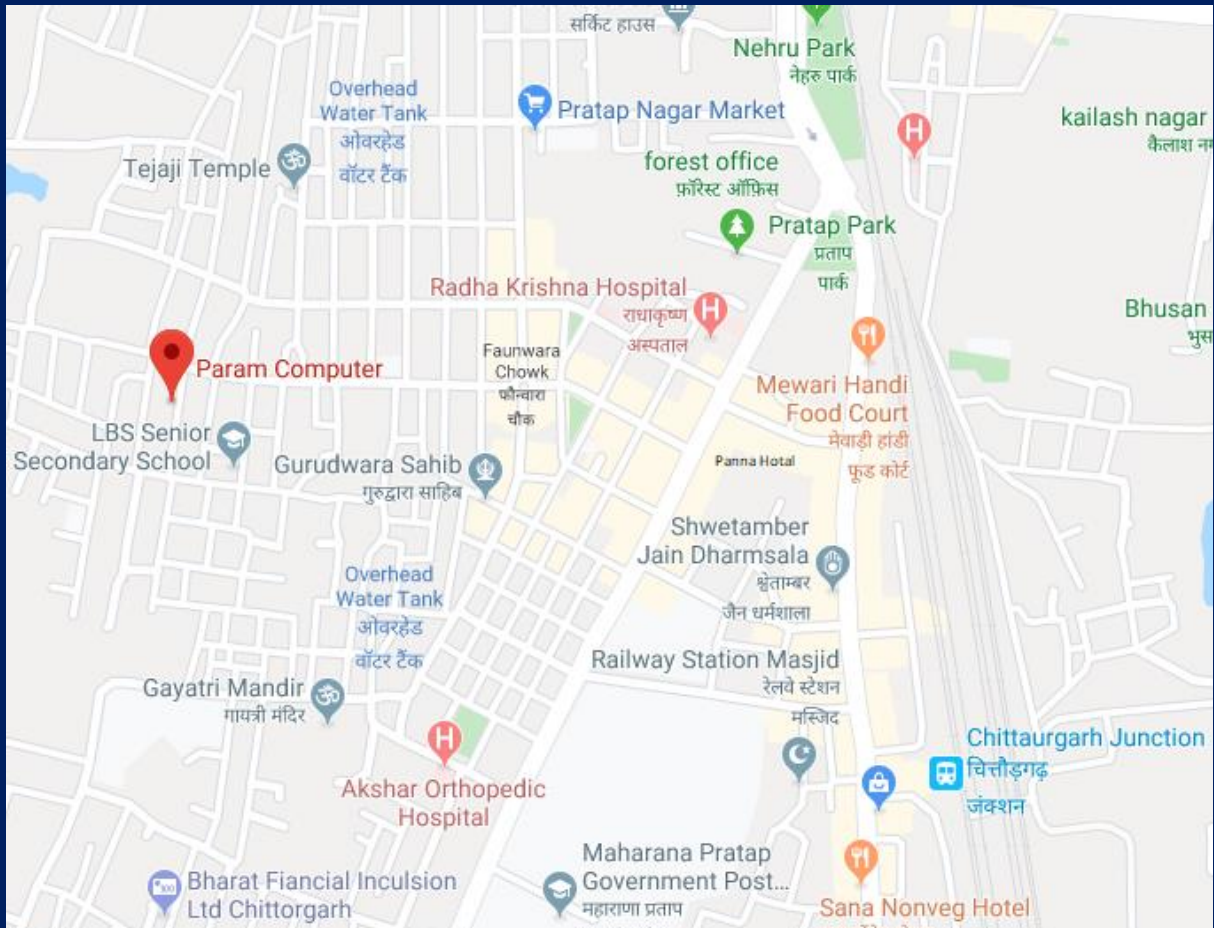 सर्किट हाउस
Nehru Park
नेहरु पार्क
Overhead
Water Tank
ओवरहेड
वॉटर टैंक
Pratap Nagar Market
kailash nagar
कैलाश
Tejaji Temple
forest office
फ़ॉरेस्ट ऑफ़िस
Pratap Park
प्रताप
पार्क
H
Radha Krishna Hospital
राधाकृष्ण
अस्पताल
H
Bhusan
Faunwara
Chowk
फौन्वारा
चौक
Param Computer
Mewari Handi
Food Court
मेवाड़ी हांडी
फूड कोर्ट
LBS Senior
Secondary School
Gurudwara Sahib
गुरुद्वारा साहिब
Panna Hotal
Shwetamber
Jain Dharmsala
श्वेताम्बर
जैन धर्मशाला
Overhead
Water Tank
ओवरहेड
वॉटर टैंक
Railway Station Masjid
रेलवे स्टेशन
मस्जिद
Gayatri Mandir
गायत्री मंदिर
H
Akshar Orthopedic
Hospital
Chittaurgarh Junction
चित्तौड़गढ़
जंक्शन
Maharana Pratap
Government Post...
महाराणा प्रताप
Bharat Fiancial Inculsion
Ltd Chittorgarh
Sana Nonveg Hotel